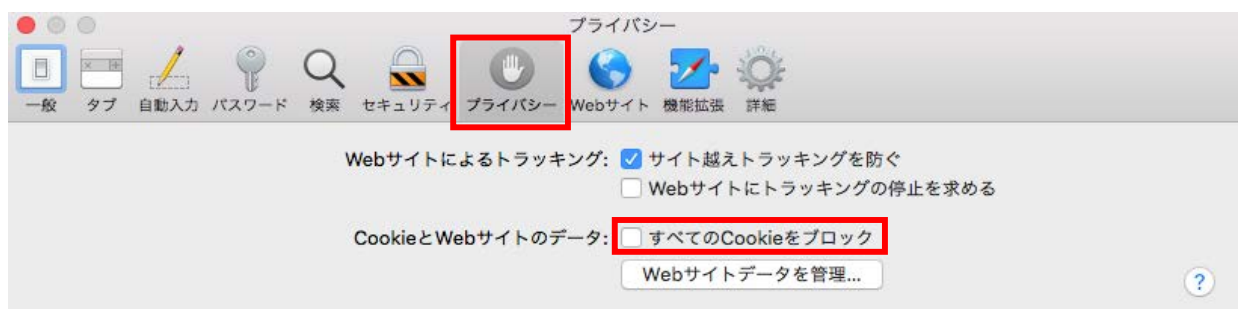 プライバシー
一般 タブ 自動入力 パスワード 検索 セキュリティ プライバシー Webサイト 機能拡張 詳細
Webサイトによるトラッキング: サイト越えトラッキングを防ぐ
Webサイトにトラッキングの停止を求める
CookieとWebサイトのデータ: すべてのCookieをブロック
Webサイトデータを管理...
?